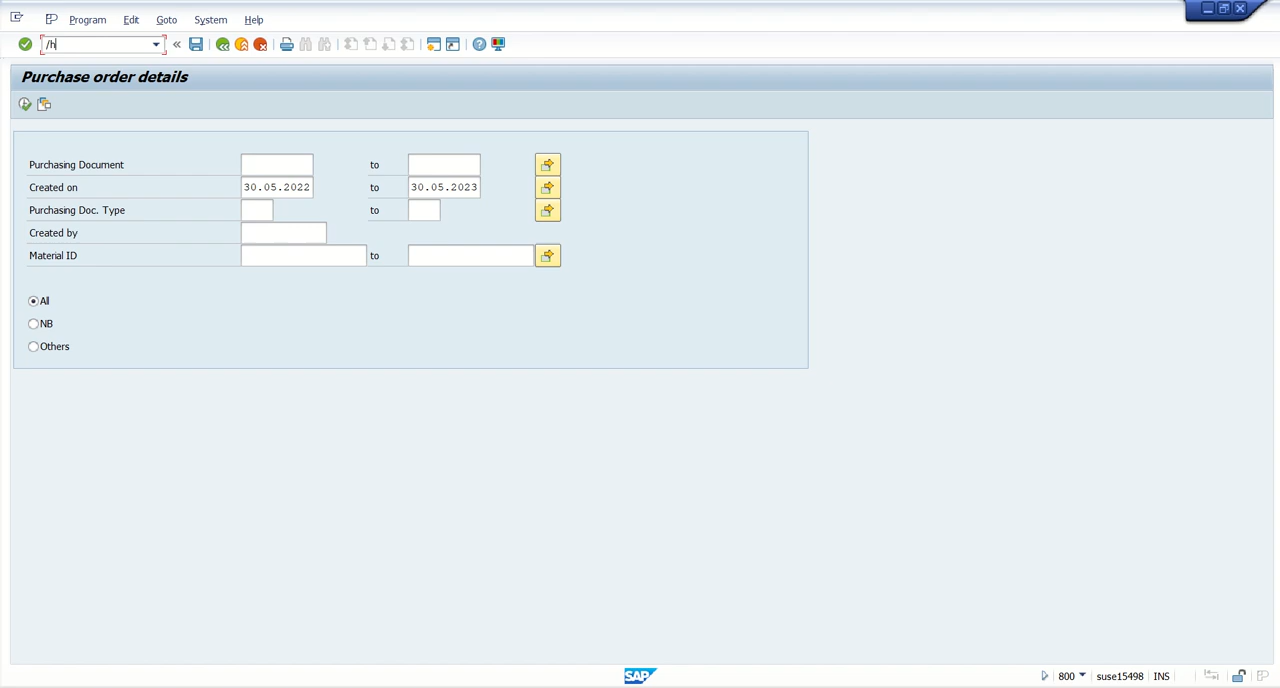 Program Edit Goto System Help
/h
Purchase order details
Purchasing Document to
Created on 30.05.2022 to 30.05.2023
Purchasing Doc. Type to
Created by
Material ID to
All
NB
Others
SAP 800 suse15498 INS